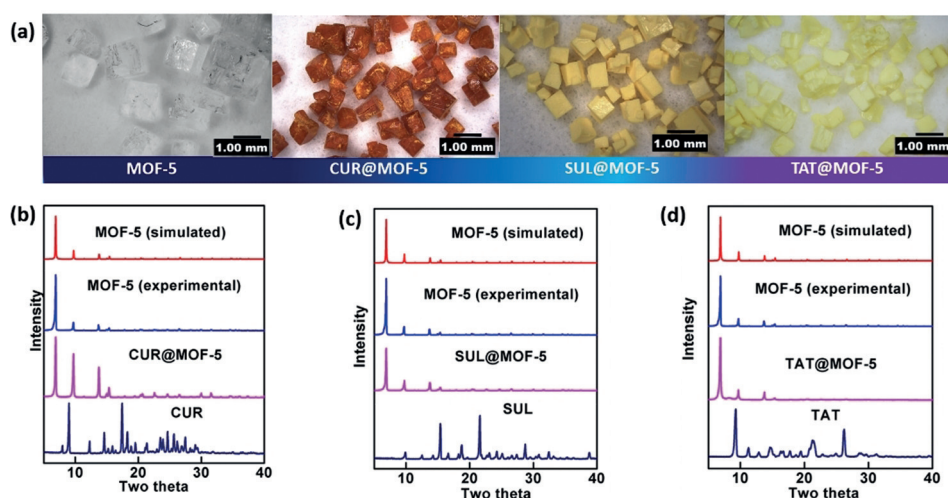 (a)
1.00 mm
1.00 mm
1.00 mm
1.00 mm
MOF-5
CUR@MOF-5
SUL@MOF-5
TAT@MOF-5
(b)
MOF-5 (simulated)
MOF-5 (experimental)
CUR@MOF-5
CUR
Intensity
10
20
30
40
Two theta
(c)
MOF-5 (simulated)
MOF-5 (experimental)
SUL@MOF-5
SUL
Intensity
10
20
30
40
Two theta
(d)
MOF-5 (simulated)
MOF-5 (experimental)
TAT@MOF-5
TAT
Intensity
10
20
30
40
Two theta